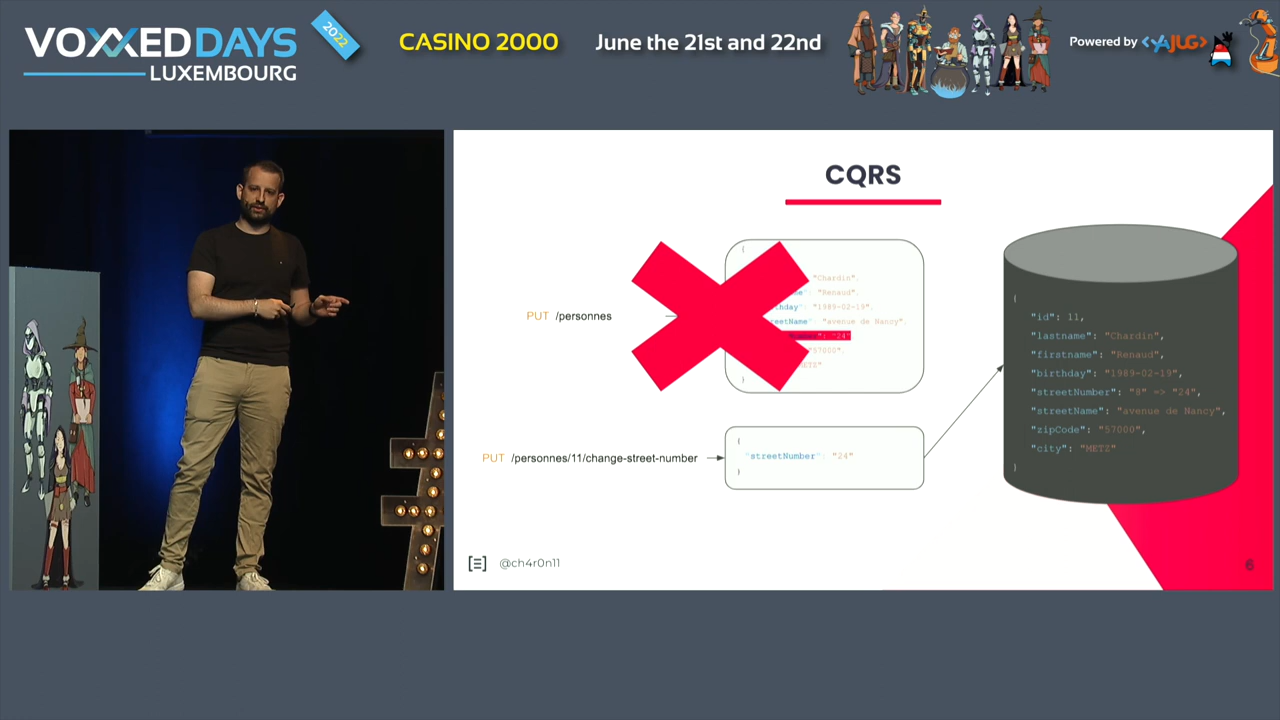 VOXXEDDAYS
LUXEMBOURG
2022
CASINO 2000
June the 21st and 22nd
Powered by <YAJUG>
CQRS
PUT /personnes
{
"Chardin",
"Renaud",
"1989-02-19",
"avenue de Nancy",
"24"
"57000",
}
PUT /personnes/11/change-street-number
{
"streetNumber": "24"
}
{
"id": 11,
"lastname": "Chardin",
"firstname": "Renaud",
"birthday": "1989-02-19",
"streetNumber": "8" => "24",
"streetName": "avenue de Nancy",
"zipCode": "57000",
"city": "METZ"
}
@ch4r0n11
6